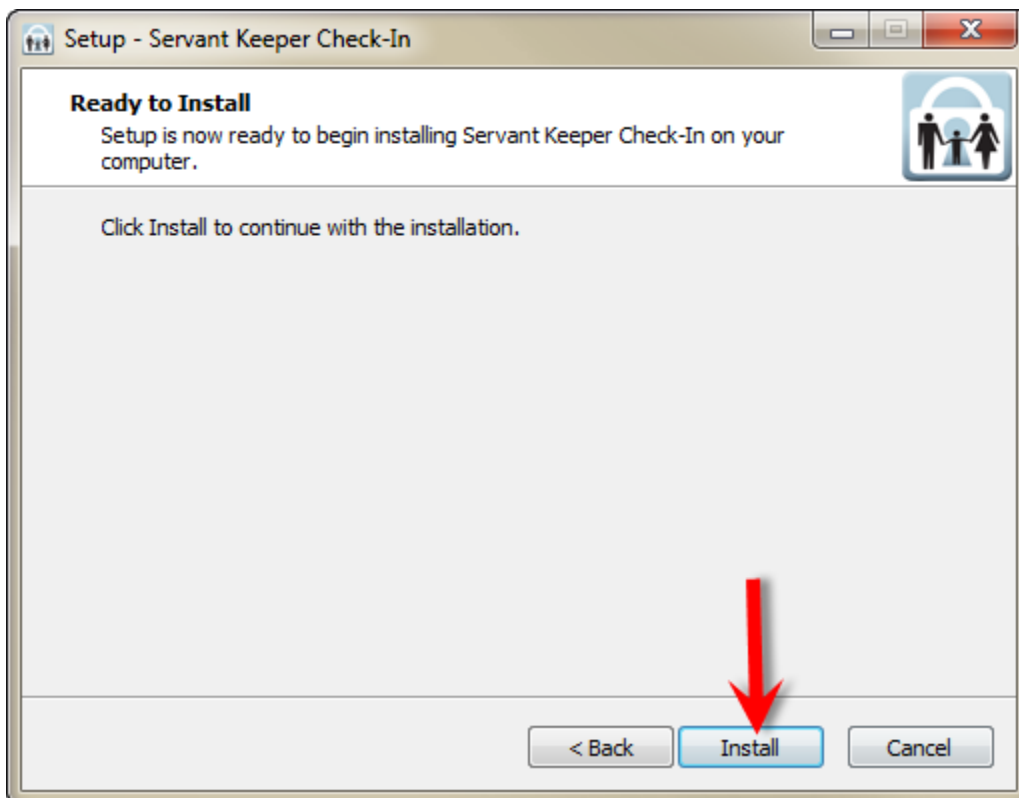 Setup - Servant Keeper Check-In
Ready to Install
Setup is now ready to begin installing Servant Keeper Check-In on your
computer.
Click Install to continue with the installation.
< Back
Install
Cancel